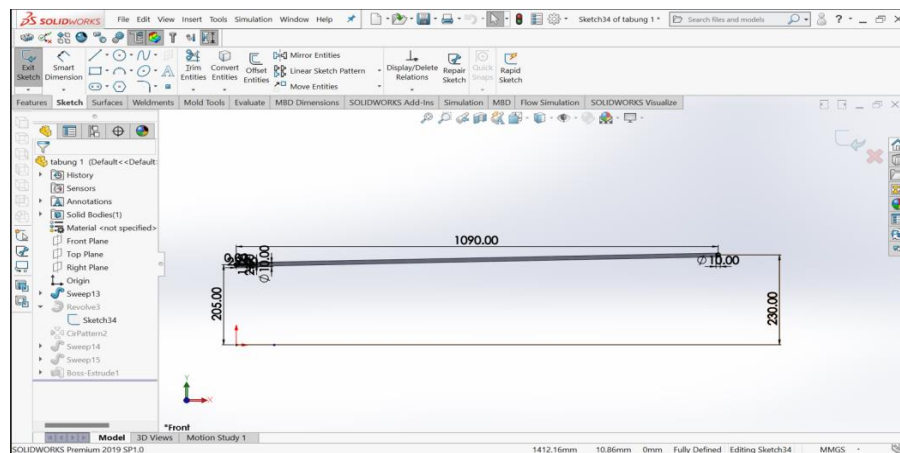 SOLIDWORKS File Edit View Insert Tools Simulation Window Help Sketch34 of tabung 1 * Search files and models ?
Exit Sketch
Smart Dimension
Trim Entities
Convert Entities
Offset Entities
Mirror Entities
Linear Sketch Pattern
Move Entities
Display/Delete Relations
Repair Sketch
Quick Snaps
Rapid Sketch
Features Sketch Surfaces Weldments Mold Tools Evaluate MBD Dimensions SOLIDWORKS Add-Ins Simulation MBD Flow Simulation SOLIDWORKS Visualize
tabung 1 (Default<<Default
History
Sensors
Annotations
Solid Bodies(1)
Material <not specified>
Front Plane
Top Plane
Right Plane
Origin
Sweep13
Revolve3
Sketch34
CirPattern2
Sweep14
Sweep15
Boss-Extrude1
1090.00
Ø10.00
Ø10.00
205.00
230.00
Y
X
*Front
Model 3D Views Motion Study 1
SOLIDWORKS Premium 2019 SP1.0 1412.16mm 10.86mm 0mm Fully Defined Editing Sketch34 MMGS